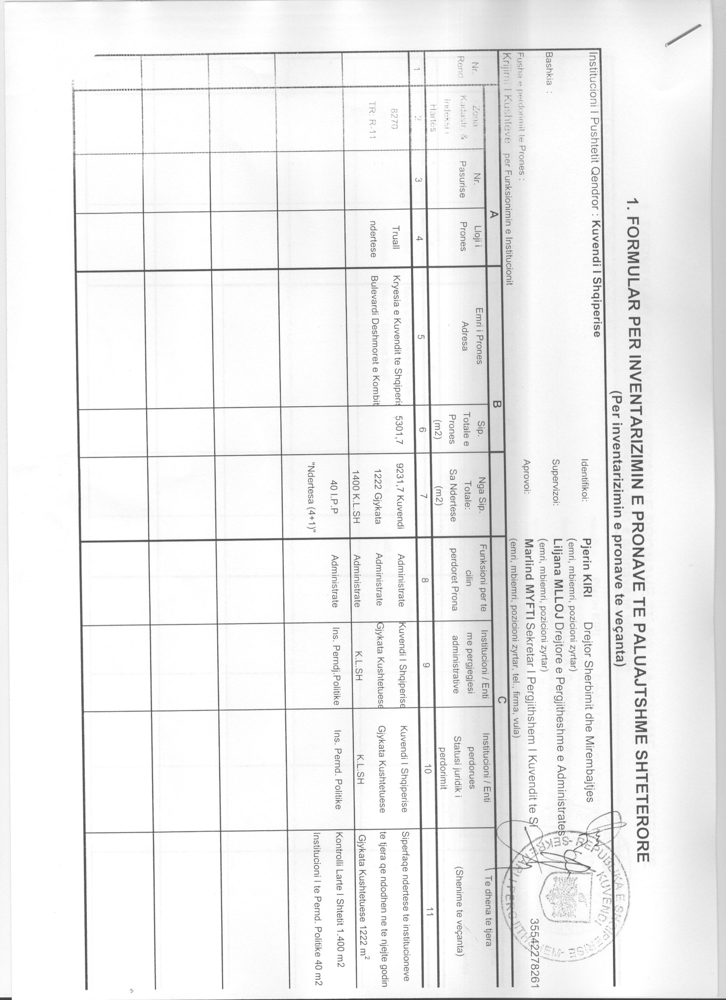 1. FORMULAR PER INVENTARIZIMIN E PRONAVE TE PALUAJTSHME SHTETERORE
(Per inventarizimin e pronave te veçanta)
Institucioni I Pushtetit Qendror : Kuvendi I Shqiperise
Identifikoi: Pjerin KIRI Drejtor Sherbimit dhe Mirembajtjes
(emri, mbiemri, pozicioni zyrtar)
Bashkia :
Supervizoi: Liljana MLLOJ Drejtore e Pergjitheshme e Administrates
(emri, mbiemri, pozicioni zyrtar)
Fusha e perdorimit te Prones :
Aprovoi: Marlind MYFTI Sekretar I Pergjithshem I Kuvendit te S 35542278261
Krijimi I Kushteve per Funksionimin e Institucionit
(emri, mbiemri, pozicioni zyrtar, tel., firma, vula)
REPUBLIKA E SHQIPERISE
KUVENDI
SEKRETARI I PERGJITHSHEM
A B C
Nr. Rend.
Zona Kadastr. & Indeksi i Hartes
Nr. Pasurise
Lloji i Prones
Emri i Prones Adresa
Sip. Totale e Prones (m2)
Nga Sip. Totale: Sa Ndertese (m2)
Funksioni per te cilin perdoret Prona
Institucioni / Enti me pergjegjesi administrative
Institucioni / Enti perdorues Statusi juridik i perdorimit
Te dhena te tjera (Shenime te veçanta)
1 2 3 4 5 6 7 8 9 10 11
8270 Truall Kryesia e Kuvendit te Shqiperis 5301,7 9231,7 Kuvendi Administrate Kuvendi I Shqiperise Kuvendi I Shqiperise Siperfaqe ndertese te institucioneve
TR: R-11 ndertese Bulevardi Deshmoret e Kombit 1222 Gjykata Administrate Gjykata Kushtetuese Gjykata Kushtetuese te tjera qe ndodhen ne te njejte godin
1400 K.L.SH Administrate K.L.SH K.L.SH Gjykata Kushtetuese 1222 m²
40 I.P.P Administrate Ins. Perndj.Politike Ins. Pernd. Politike Kontrolli Larte I Shtetit 1.400 m2
"Ndertesa (4+1)" Institucioni I te Pernd. Politike 40 m2